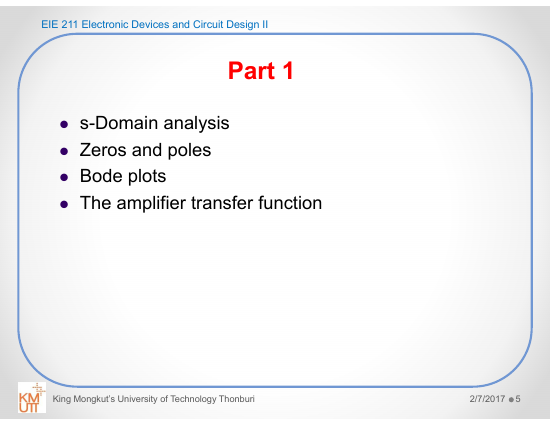 EIE 211 Electronic Devices and Circuit Design II
Part 1
● s-Domain analysis
● Zeros and poles
● Bode plots
● The amplifier transfer function
KMUTT
King Mongkut's University of Technology Thonburi
2/7/2017 ●5